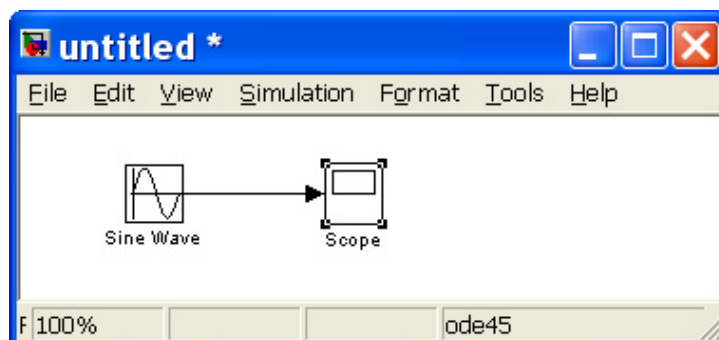 untitled *
File Edit View Simulation Format Tools Help
Sine Wave
Scope
100% ode45